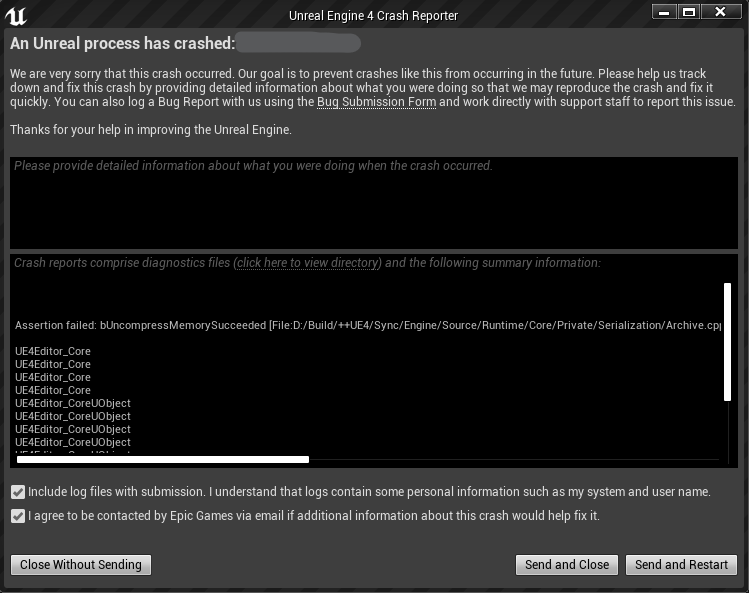 Unreal Engine 4 Crash Reporter
An Unreal process has crashed:
We are very sorry that this crash occurred. Our goal is to prevent crashes like this from occurring in the future. Please help us track
down and fix this crash by providing detailed information about what you were doing so that we may reproduce the crash and fix it
quickly. You can also log a Bug Report with us using the Bug Submission Form and work directly with support staff to report this issue.
Thanks for your help in improving the Unreal Engine.
Please provide detailed information about what you were doing when the crash occurred.
Crash reports comprise diagnostics files (click here to view directory) and the following summary information:
Assertion failed: bUncompressMemorySucceeded [File:D:/Build/++UE4/Sync/Engine/Source/Runtime/Core/Private/Serialization/Archive.cpp
UE4Editor_Core
UE4Editor_Core
UE4Editor_Core
UE4Editor_Core
UE4Editor_CoreUObject
UE4Editor_CoreUObject
UE4Editor_CoreUObject
UE4Editor_CoreUObject
Include log files with submission. I understand that logs contain some personal information such as my system and user name.
I agree to be contacted by Epic Games via email if additional information about this crash would help fix it.
Close Without Sending
Send and Close
Send and Restart